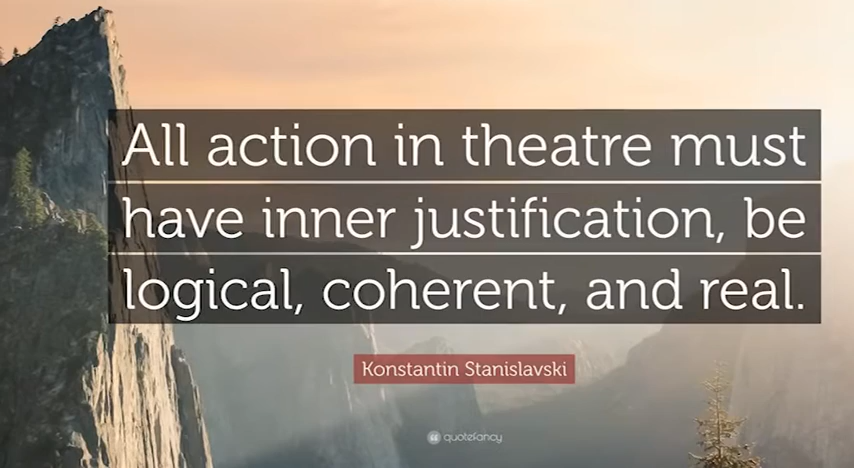 All action in theatre must
have inner justification, be
logical, coherent, and real.
Konstantin Stanislavski
quotefancy